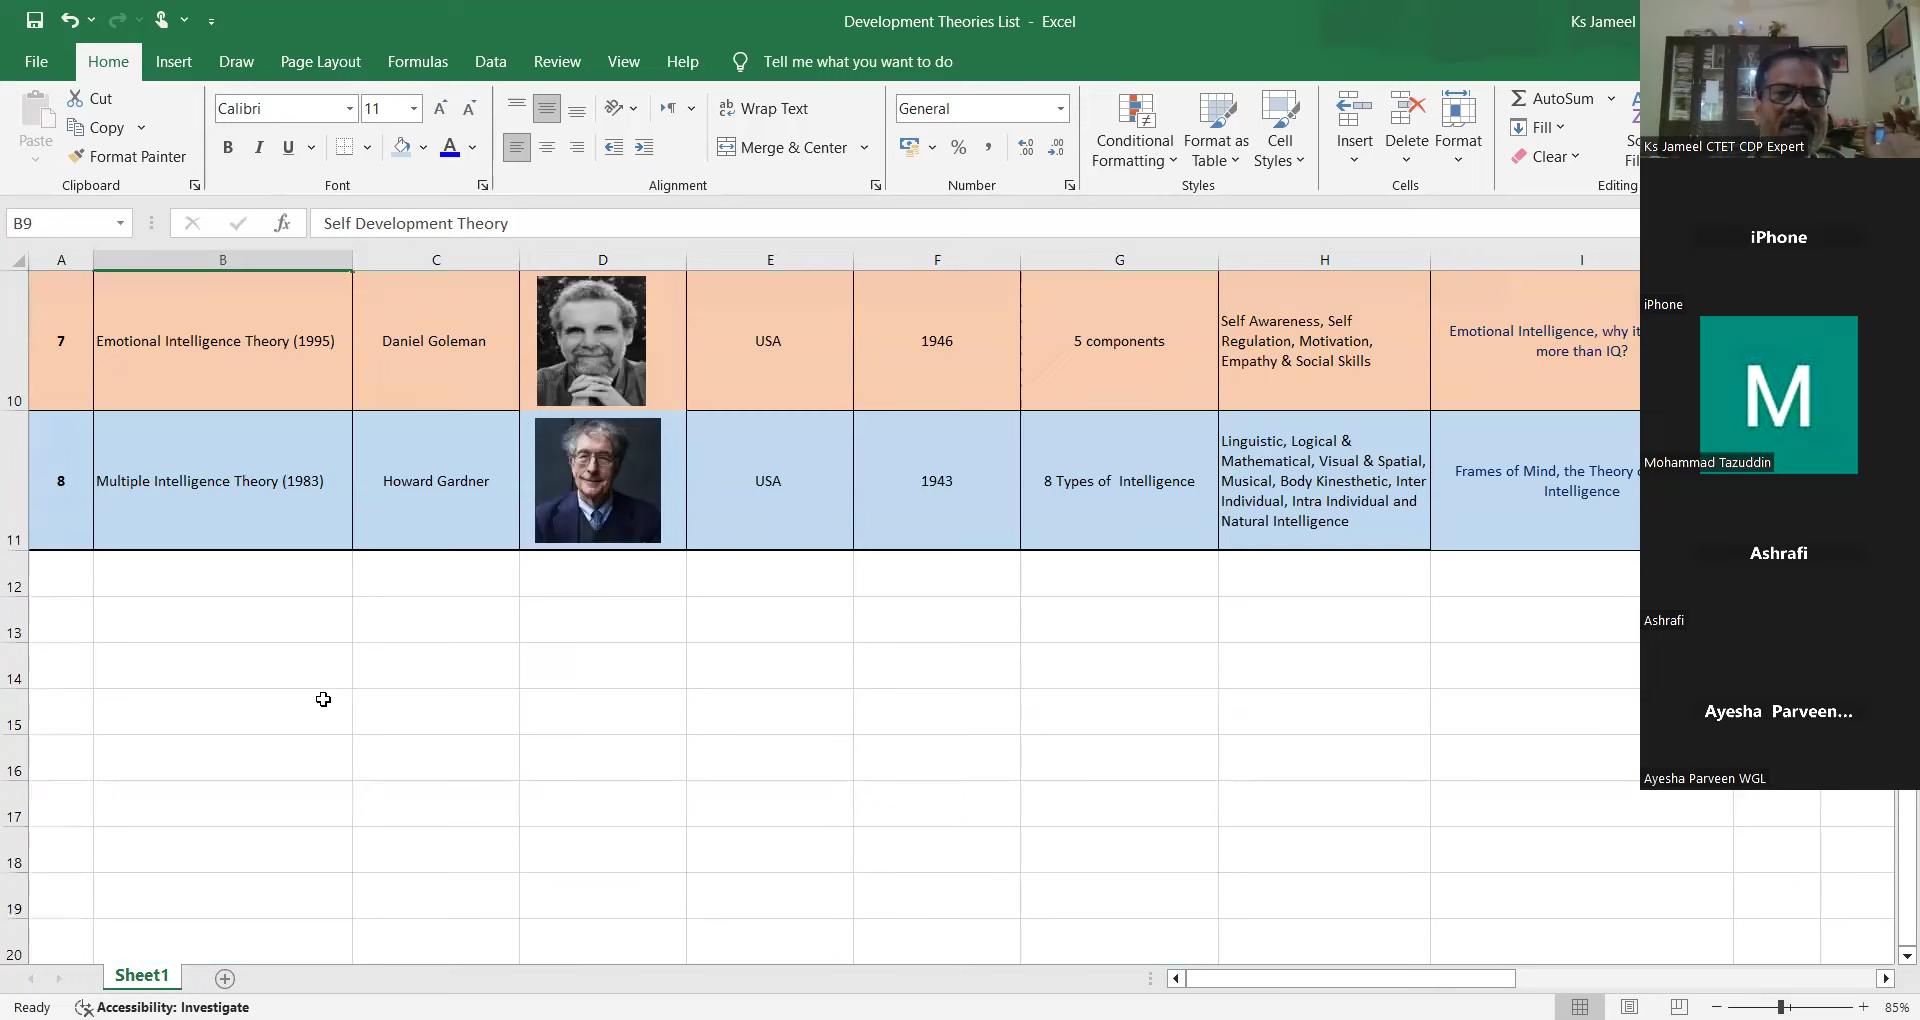 Development Theories List - Excel
Ks Jameel
File Home Insert Draw Page Layout Formulas Data Review View Help Tell me what you want to do
Paste
Cut
Copy
Format Painter
Clipboard
Calibri 11
B I U A
Font
Wrap Text
Merge & Center
Alignment
General
% ,
Number
Conditional Formatting
Format as Table
Cell Styles
Styles
Insert Delete Format
Cells
AutoSum
Fill
Clear
Editing
B9 fx Self Development Theory
A B C D E F G H I
10
7
Emotional Intelligence Theory (1995)
Daniel Goleman
USA
1946
5 components
Self Awareness, Self
Regulation, Motivation,
Empathy & Social Skills
Emotional Intelligence, why it
more than IQ?
11
8
Multiple Intelligence Theory (1983)
Howard Gardner
USA
1943
8 Types of Intelligence
Linguistic, Logical &
Mathematical, Visual & Spatial,
Musical, Body Kinesthetic, Inter
Individual, Intra Individual and
Natural Intelligence
Frames of Mind, the Theory
Intelligence
12
13
14
15
16
17
18
19
20
Ks Jameel CTET CDP Expert
iPhone
iPhone
M
Mohammad Tazuddin
Ashrafi
Ashrafi
Ayesha Parveen...
Ayesha Parveen WGL
Sheet1
Ready Accessibility: Investigate
85%